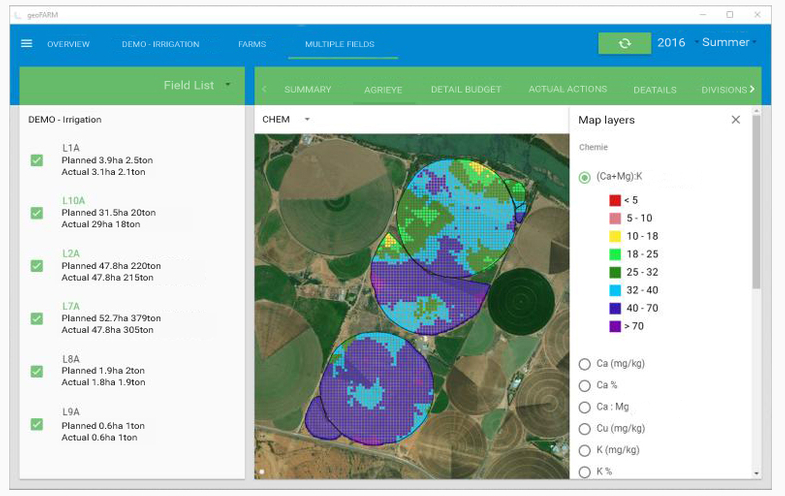 geoFARM
OVERVIEW
DEMO - IRRIGATION
FARMS
MULTIPLE FIELDS
2016
Summer
Field List
SUMMARY
AGRIEYE
DETAIL BUDGET
ACTUAL ACTIONS
DEATAILS
DIVISIONS
DEMO - Irrigation
L1A
Planned 3.9ha 2.5ton
Actual 3.1ha 2.1ton
L10A
Planned 31.5ha 20ton
Actual 29ha 18ton
L2A
Planned 47.8ha 220ton
Actual 47.8ha 215ton
L7A
Planned 52.7ha 379ton
Actual 47.8ha 305ton
L8A
Planned 1.9ha 2ton
Actual 1.8ha 1.9ton
L9A
Planned 0.6ha 1ton
Actual 0.6ha 1ton
CHEM
Map layers
Chemie
(Ca+Mg):K
< 5
5 - 10
10 - 18
18 - 25
25 - 32
32 - 40
40 - 70
> 70
Ca (mg/kg)
Ca %
Ca : Mg
Cu (mg/kg)
K (mg/kg)
K %